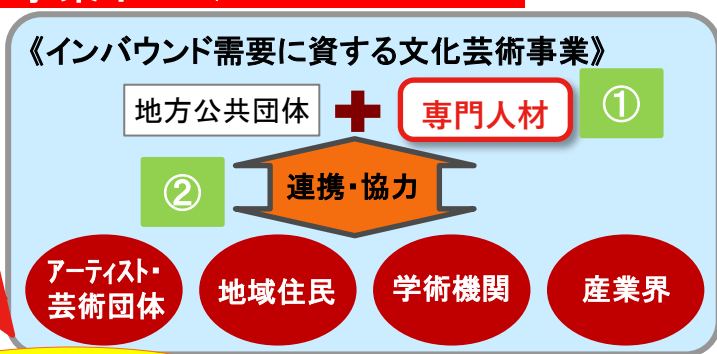 《インバウンド需要に資する文化芸術事業》
地方公共団体
専門人材
①
②
連携・協力
アーティスト・
芸術団体
地域住民
学術機関
産業界